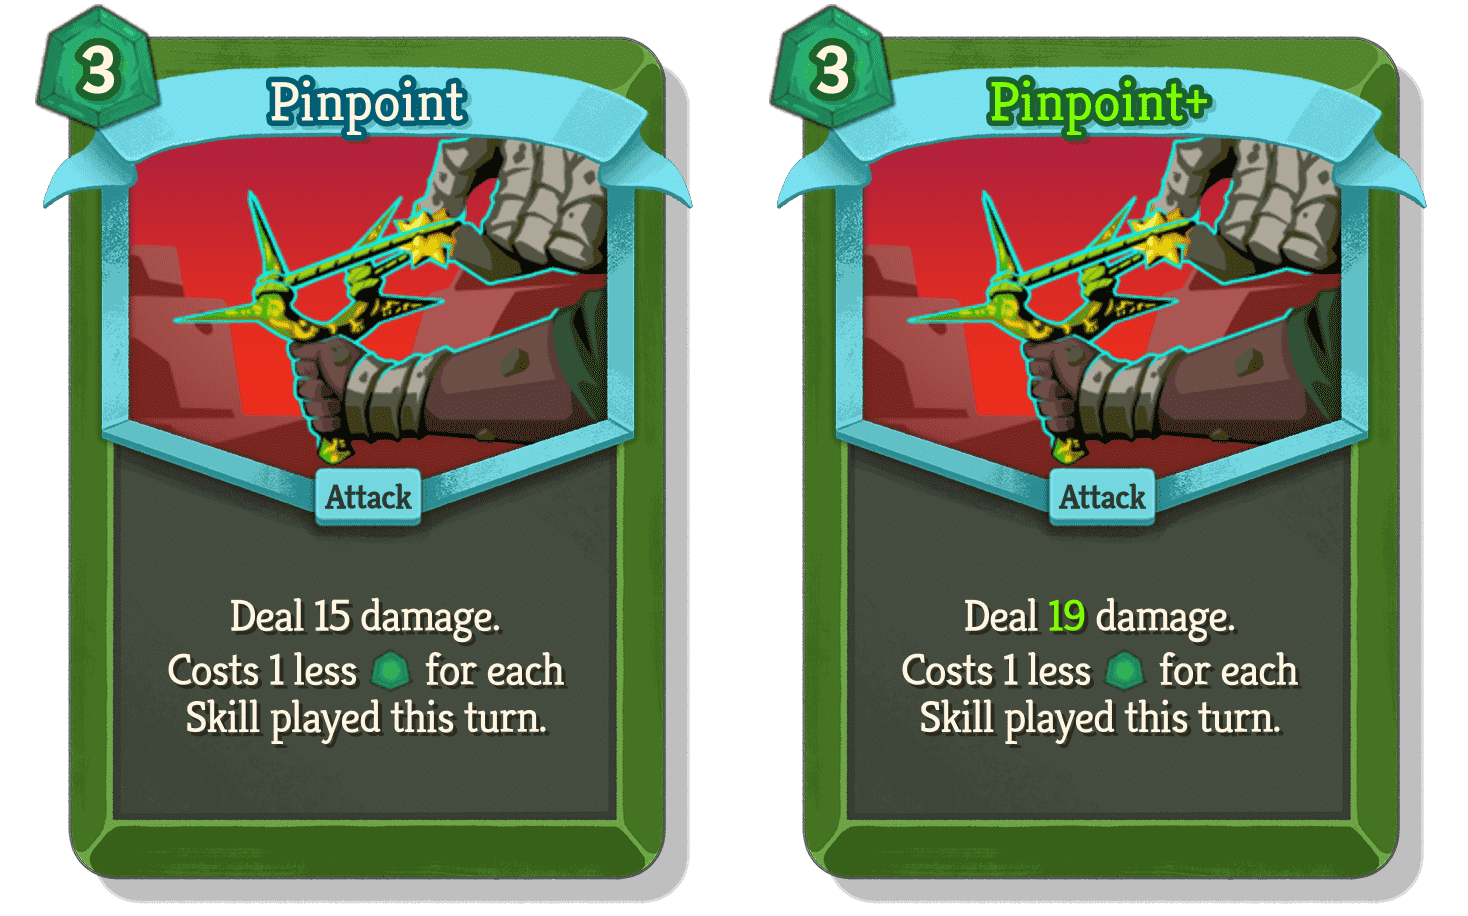 3
Pinpoint
Attack
Deal 15 damage.
Costs 1 less for each
Skill played this turn.
3
Pinpoint+
Attack
Deal 19 damage.
Costs 1 less for each
Skill played this turn.